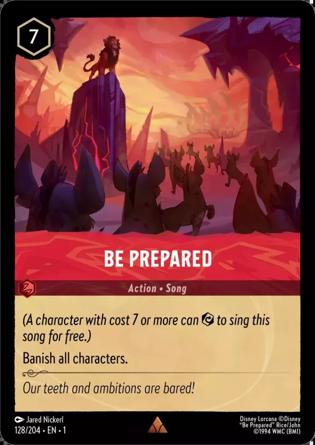 7
BE PREPARED
Action • Song
(A character with cost 7 or more can to sing this
song for free.)
Banish all characters.
Our teeth and ambitions are bared!
Jared Nickerl
128/204 • EN • 1
Disney Lorcana ©Disney
"Be Prepared" Rice/John
©1994 WMC (BMI)